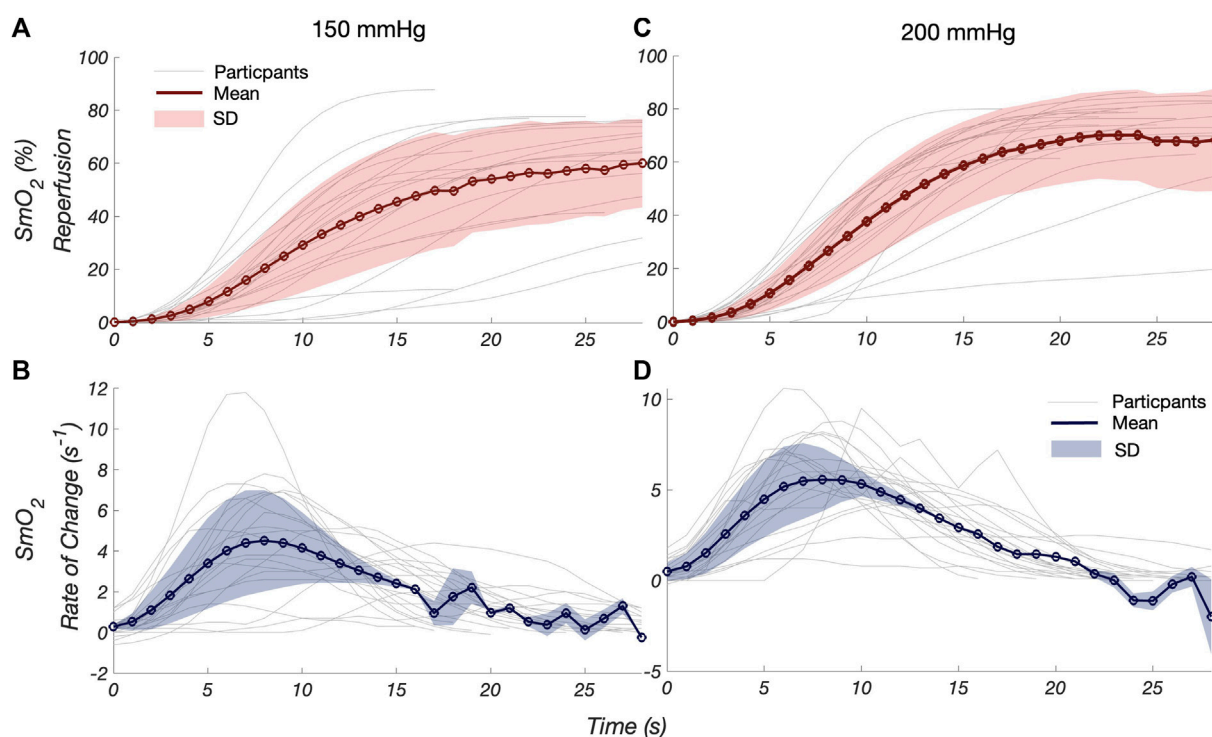 A
150 mmHg
C
200 mmHg
100
80
60
40
20
0
Particpants
Mean
SD
SmO2 (%)
Reperfusion
0 5 10 15 20 25
100
80
60
40
20
0
0 5 10 15 20 25
B
12
10
8
6
4
2
0
-2
SmO2
Rate of Change (s-1)
0 5 10 15 20 25
D
10
5
0
-5
Particpants
Mean
SD
0 5 10 15 20 25
Time (s)